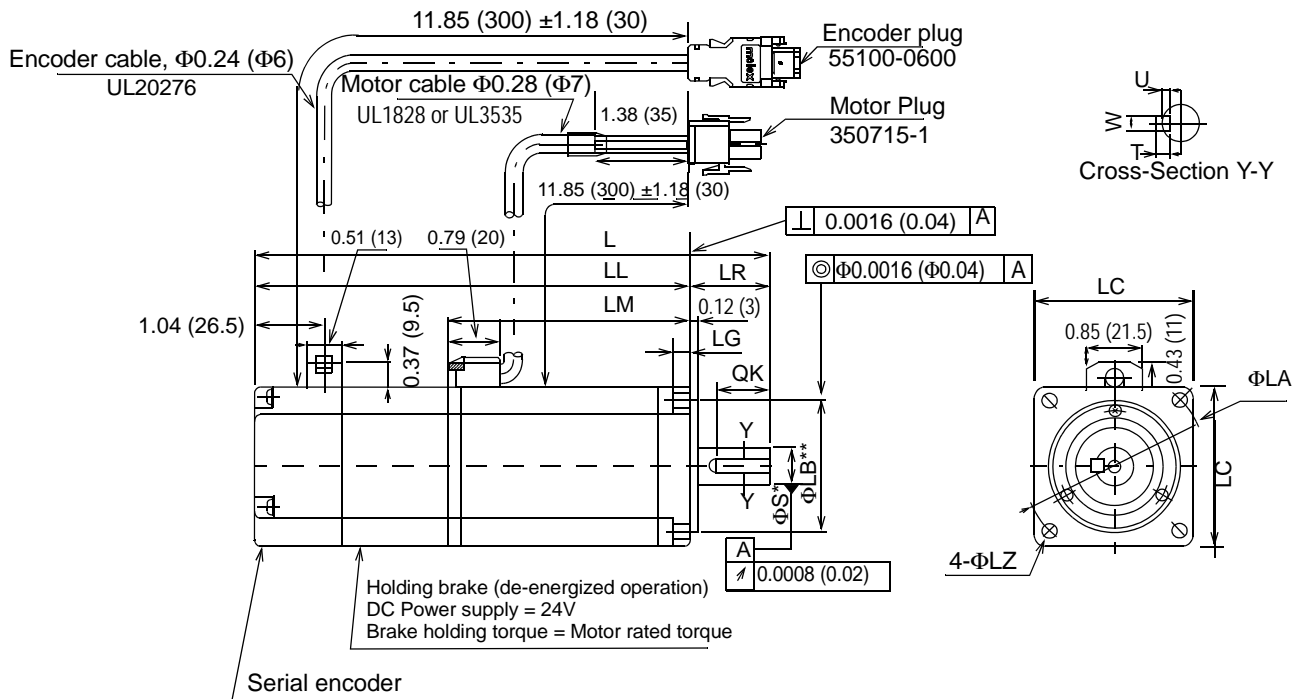 11.85 (300) ±1.18 (30)
Encoder cable, Φ0.24 (Φ6)
UL20276
Encoder plug
55100-0600
molex
Motor cable Φ0.28 (Φ7)
UL1828 or UL3535
1.38 (35)
Motor Plug
350715-1
11.85 (300) ±1.18 (30)
U
W
T
Cross-Section Y-Y
⊥ 0.0016 (0.04) A
◎ Φ0.0016 (Φ0.04) A
0.51 (13)
0.79 (20)
L
LL
LR
LM
0.12 (3)
LG
QK
1.04 (26.5)
0.37 (9.5)
Y
Y
ΦS*
ΦLB**
A
↗ 0.0008 (0.02)
LC
0.85 (21.5)
0.43 (11)
ΦLA
LC
4-ΦLZ
Holding brake (de-energized operation)
DC Power supply = 24V
Brake holding torque = Motor rated torque
Serial encoder